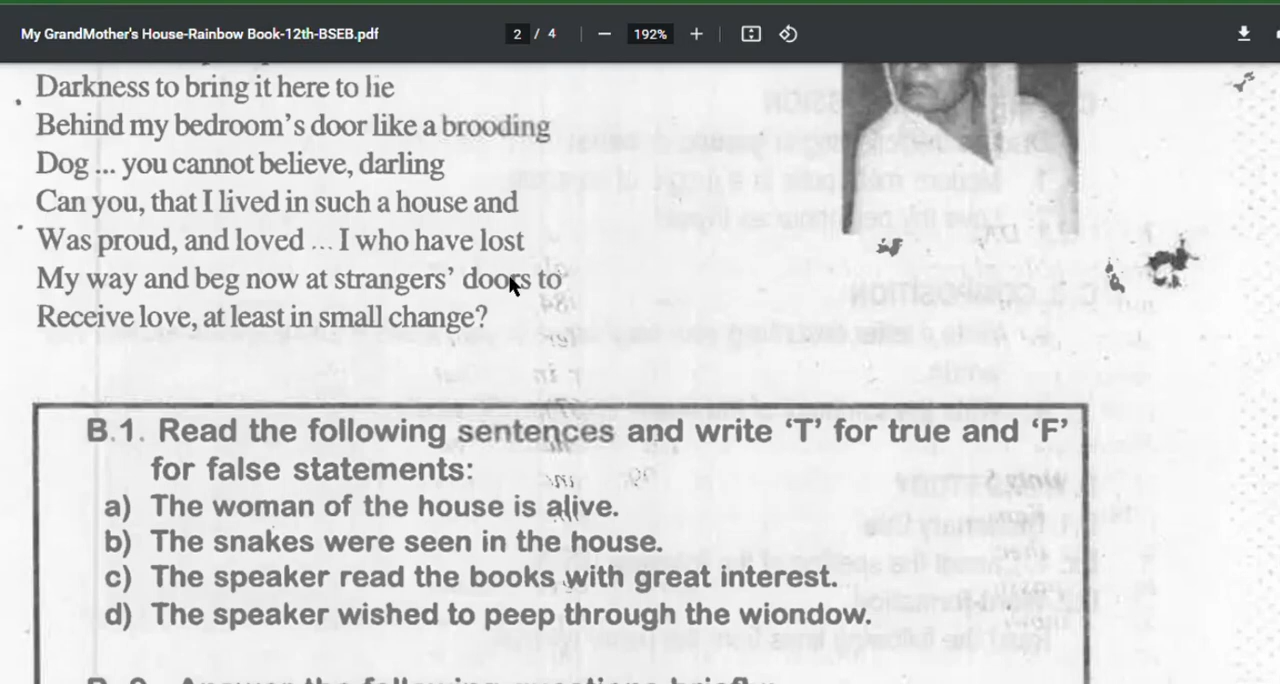 My GrandMother's House-Rainbow Book-12th-BSEB.pdf
2 / 4
192%
Darkness to bring it here to lie
Behind my bedroom's door like a brooding
Dog ... you cannot believe, darling
Can you, that I lived in such a house and
Was proud, and loved ... I who have lost
My way and beg now at strangers' doors to
Receive love, at least in small change?
B.1. Read the following sentences and write 'T' for true and 'F'
for false statements:
a) The woman of the house is alive.
b) The snakes were seen in the house.
c) The speaker read the books with great interest.
d) The speaker wished to peep through the wiondow.